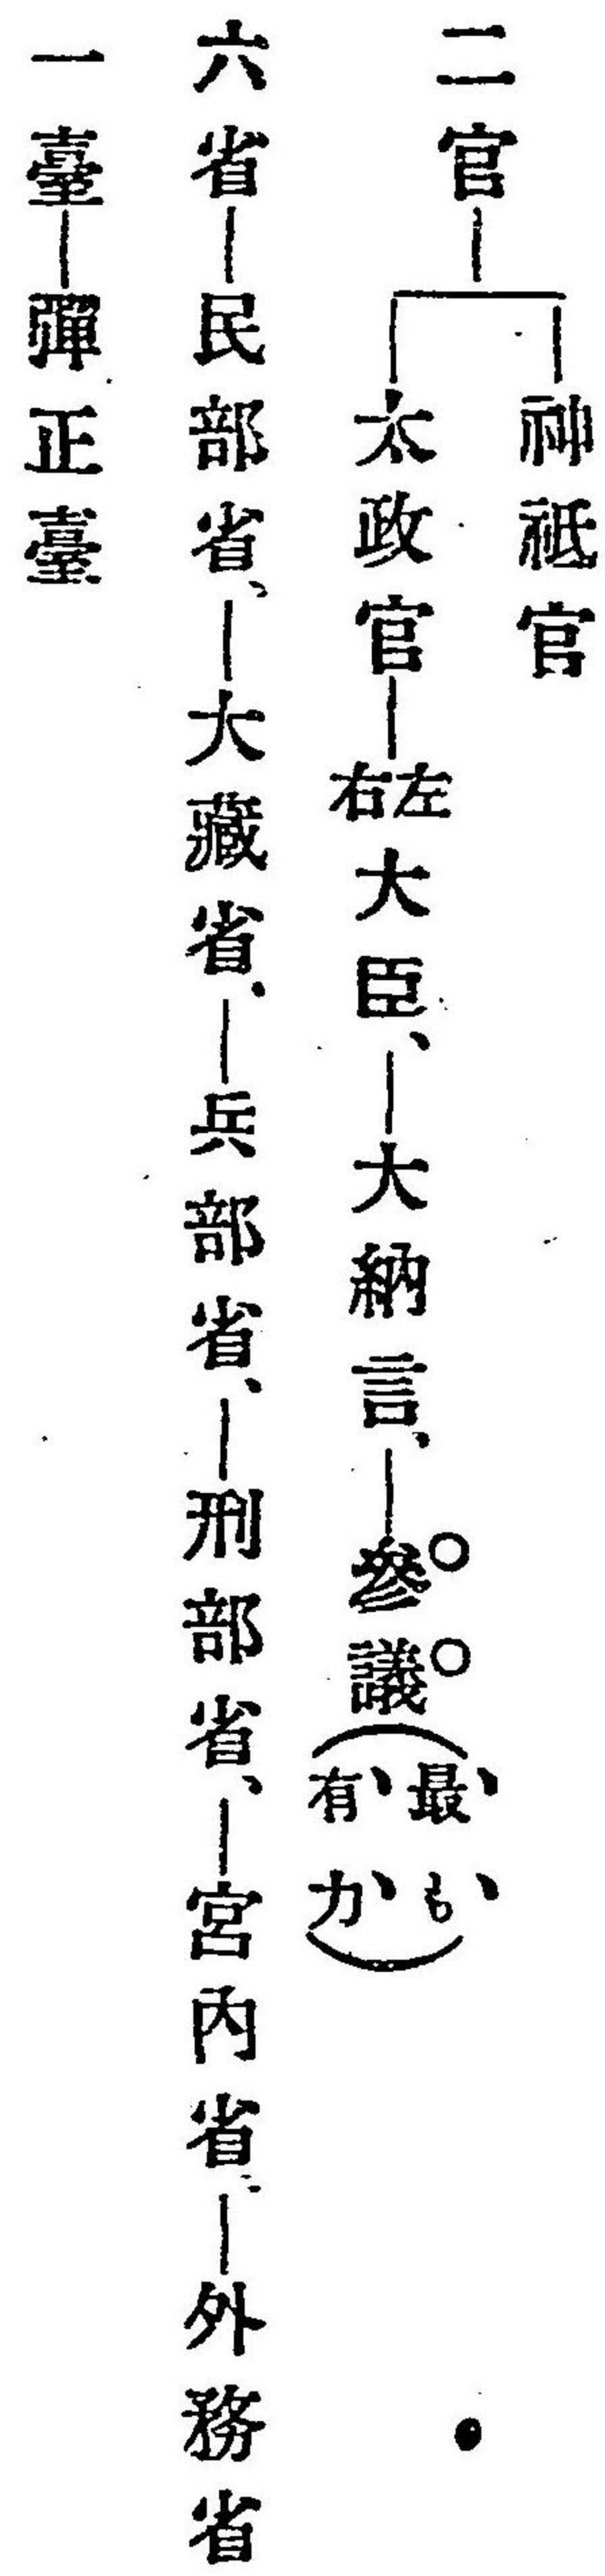 二官
神祇官
太政官―左右大臣、―大納言、―參議(最も有力)
六省―民部省、―大藏省、―兵部省、―刑部省、―宮內省、―外務省
一臺―彈正臺